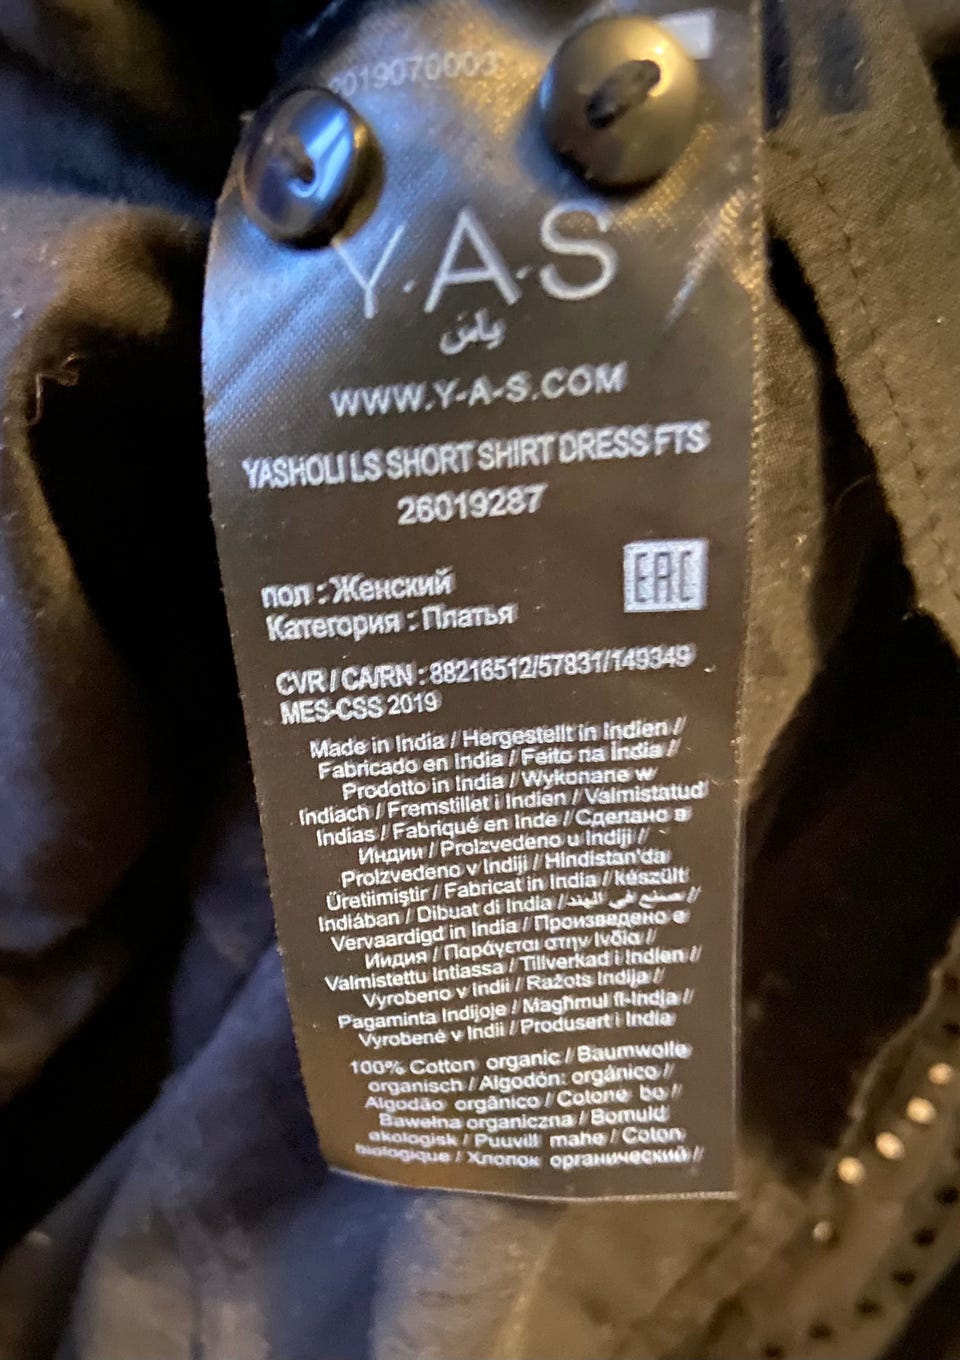 019070003
Y.A.S
ياس
WWW.Y-A-S.COM
YASHOLI LS SHORT SHIRT DRESS FTS
26019287
EAC
пол : Женский
Категория : Платья
CVR / CA/RN : 88216512/57831/149349
MES-CSS 2019
Made in India / Hergestellt in Indien /
Fabricado en India / Feito na Índia /
Prodotto in India / Wykonane w
Indiach / Fremstillet i Indien / Valmistatud
Indias / Fabriqué en Inde / Сделано в
Индии / Proizvedeno u Indiji /
Proizvedeno v Indiji / Hindistan'da
Üretilmiştir / Fabricat in India / készült
Indiában / Dibuat di India / صنع في الهند /
Vervaardigd in India / Произведено в
Индия / Παράγεται στην Ινδία /
Valmistettu Intiassa / Tillverkad i Indien /
Vyrobeno v Indii / Ražots Indijā /
Pagaminta Indijoje / Magħmul fl-Indja /
Vyrobené v Indii / Produsert i India
100% Cotton organic / Baumwolle
organisch / Algodón: orgánico /
Algodão orgânico / Cotone bo /
Bawełna organiczna / Bomuld
økologisk / Puuvill mahe / Coton
biologique / Хлопок органический /